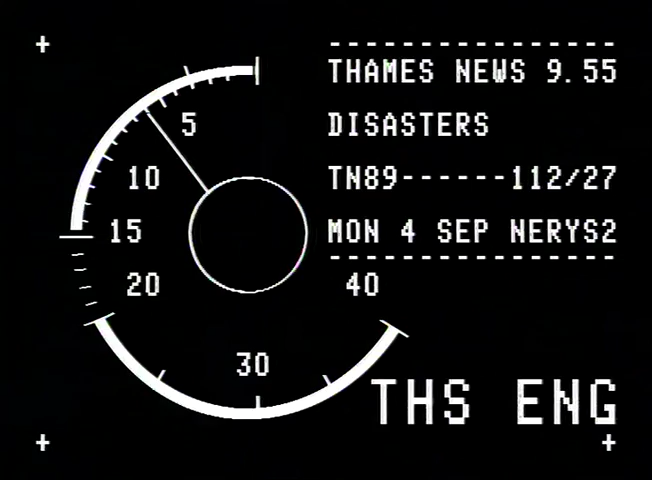 THAMES NEWS 9.55
DISASTERS
TN89------112/27
MON 4 SEP NERYS2
5
10
15
20
30
40
THS ENG